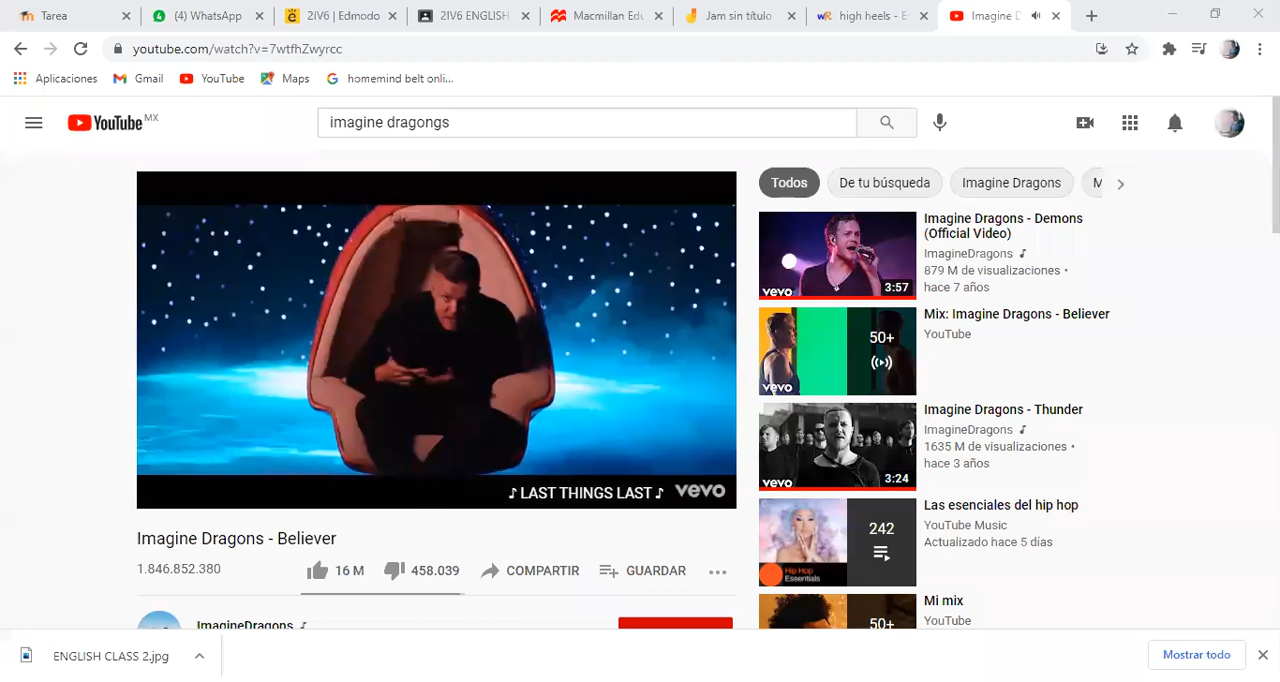 Tarea
(4) WhatsApp
2IV6 | Edmodo
2IV6 ENGLISH
Macmillan Edu
Jam sin título
wR high heels - E
Imagine D
youtube.com/watch?v=7wtfhZwyrcc
Aplicaciones
Gmail
YouTube
Maps
homemind belt onli...
YouTube MX
imagine dragongs
Todos
De tu búsqueda
Imagine Dragons
M
♪ LAST THINGS LAST ♪
vevo
Imagine Dragons - Believer
1.846.852.380
16 M
458.039
COMPARTIR
GUARDAR
ImagineDragons
vevo
3:57
Imagine Dragons - Demons
(Official Video)
ImagineDragons
879 M de visualizaciones •
hace 7 años
50+
vevo
Mix: Imagine Dragons - Believer
YouTube
vevo
3:24
Imagine Dragons - Thunder
ImagineDragons
1635 M de visualizaciones •
hace 3 años
242
Hip Hop
Essentials
Las esenciales del hip hop
YouTube Music
Actualizado hace 5 días
50+
Mi mix
YouTube
ENGLISH CLASS 2.jpg
Mostrar todo